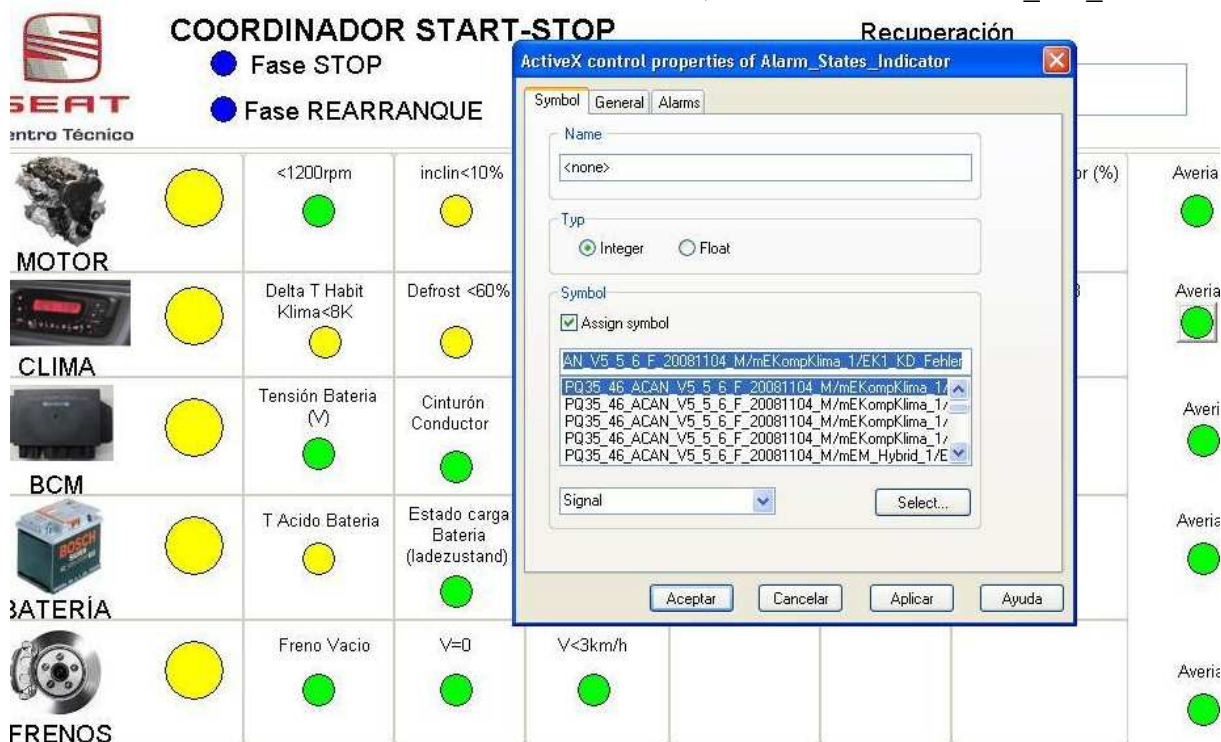 COORDINADOR START-STOP
Recuperación
Fase STOP
Fase REARRANQUE
SEAT
entro Técnico
ActiveX control properties of Alarm_States_Indicator
Symbol General Alarms
Name
<none>
Typ
Integer Float
Symbol
Assign symbol
AN_V5_5_6_F_20081104_M/mEKompKlima_1/EK1_KD_Fehler
PQ35_46_ACAN_V5_5_6_F_20081104_M/mEKompKlima_1/
PQ35_46_ACAN_V5_5_6_F_20081104_M/mEKompKlima_1/
PQ35_46_ACAN_V5_5_6_F_20081104_M/mEKompKlima_1/
PQ35_46_ACAN_V5_5_6_F_20081104_M/mEKompKlima_1/
PQ35_46_ACAN_V5_5_6_F_20081104_M/mEM_Hybrid_1/E
Signal Select...
Aceptar Cancelar Aplicar Ayuda
MOTOR
<1200rpm
inclin<10%
or (%)
Averia
CLIMA
Delta T Habit
Klima<8K
Defrost <60%
Averia
BCM
Tensión Bateria
(V)
Cinturón
Conductor
Averi
BOSCH
BATERÍA
T Acido Bateria
Estado carga
Bateria
(ladezustand)
Averia
FRENOS
Freno Vacio
V=0
V<3km/h
Averia